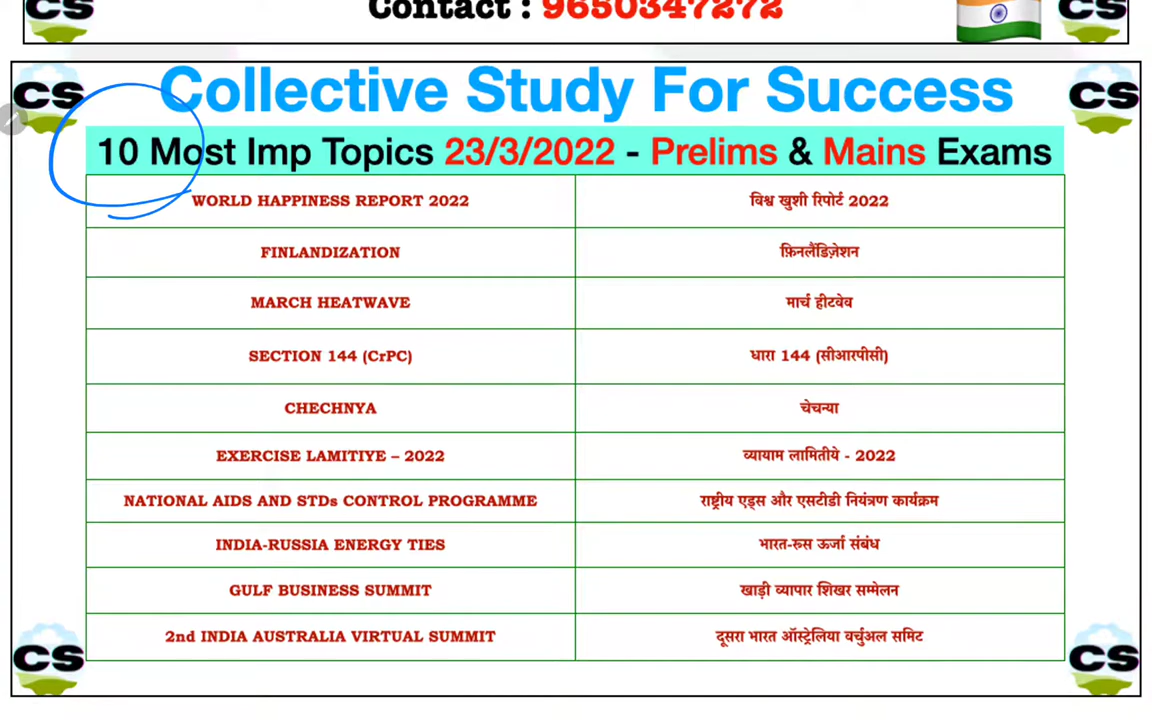 CS
Contact : 9650347272
CS
CS
Collective Study For Success
CS
10 Most Imp Topics 23/3/2022 - Prelims & Mains Exams
WORLD HAPPINESS REPORT 2022 विश्व खुशी रिपोर्ट 2022
FINLANDIZATION फ़िनलैंडिज़ेशन
MARCH HEATWAVE मार्च हीटवेव
SECTION 144 (CrPC) धारा 144 (सीआरपीसी)
CHECHNYA चेचन्या
EXERCISE LAMITIYE – 2022 व्यायाम लामितीये - 2022
NATIONAL AIDS AND STDs CONTROL PROGRAMME राष्ट्रीय एड्स और एसटीडी नियंत्रण कार्यक्रम
INDIA-RUSSIA ENERGY TIES भारत-रूस ऊर्जा संबंध
GULF BUSINESS SUMMIT खाड़ी व्यापार शिखर सम्मेलन
2nd INDIA AUSTRALIA VIRTUAL SUMMIT दूसरा भारत ऑस्ट्रेलिया वर्चुअल समिट
CS
CS